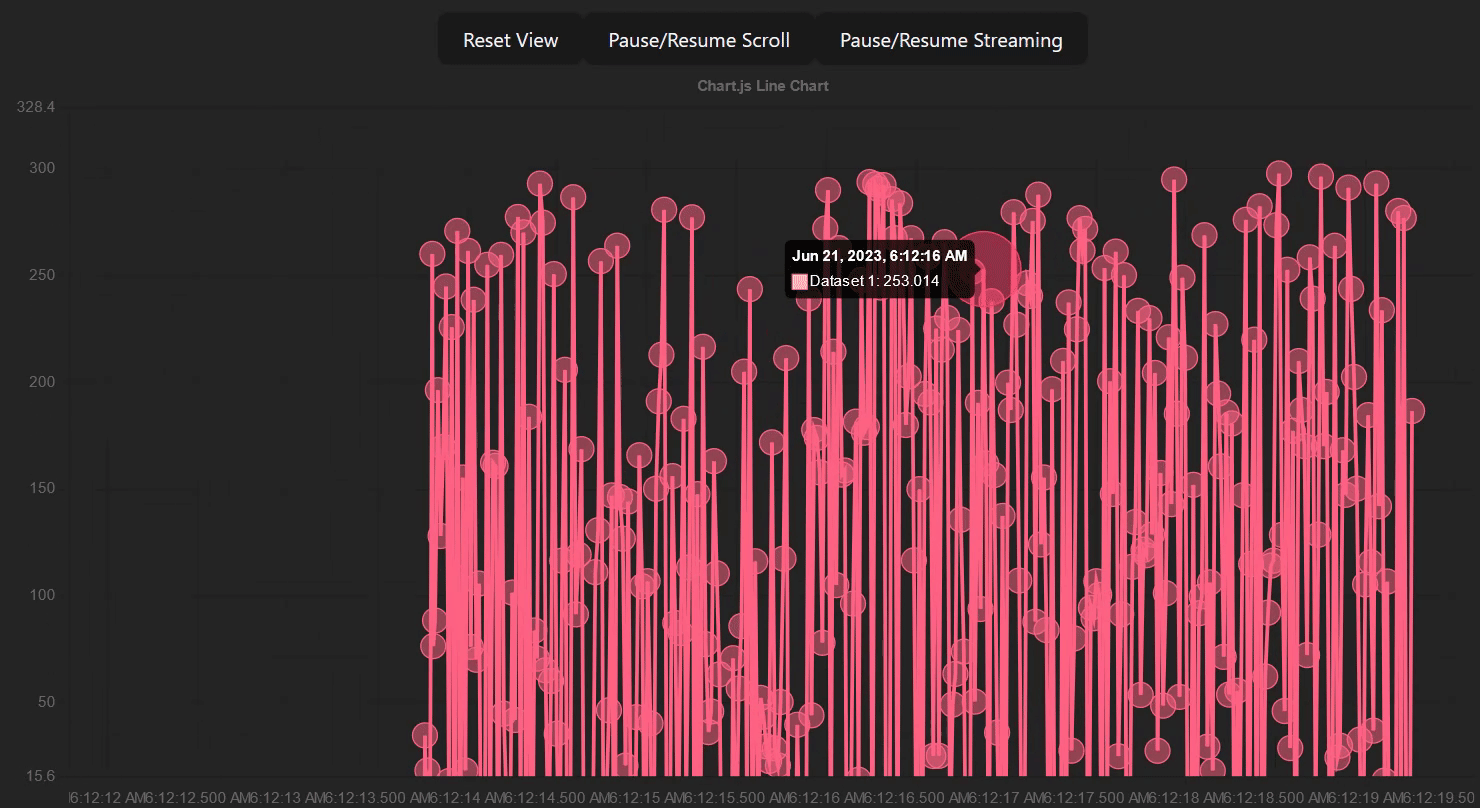 Reset View Pause/Resume Scroll Pause/Resume Streaming
Chart.js Line Chart
328.4
300
Jun 21, 2023, 6:12:16 AM
Dataset 1: 253.014
250
200
150
100
50
15.6
6:12:12 AM 6:12:12.500 AM 6:12:13 AM 6:12:13.500 AM 6:12:14 AM 6:12:14.500 AM 6:12:15 AM 6:12:15.500 AM 6:12:16 AM 6:12:16.500 AM 6:12:17 AM 6:12:17.500 AM 6:12:18 AM 6:12:18.500 AM 6:12:19 AM 6:12:19.50